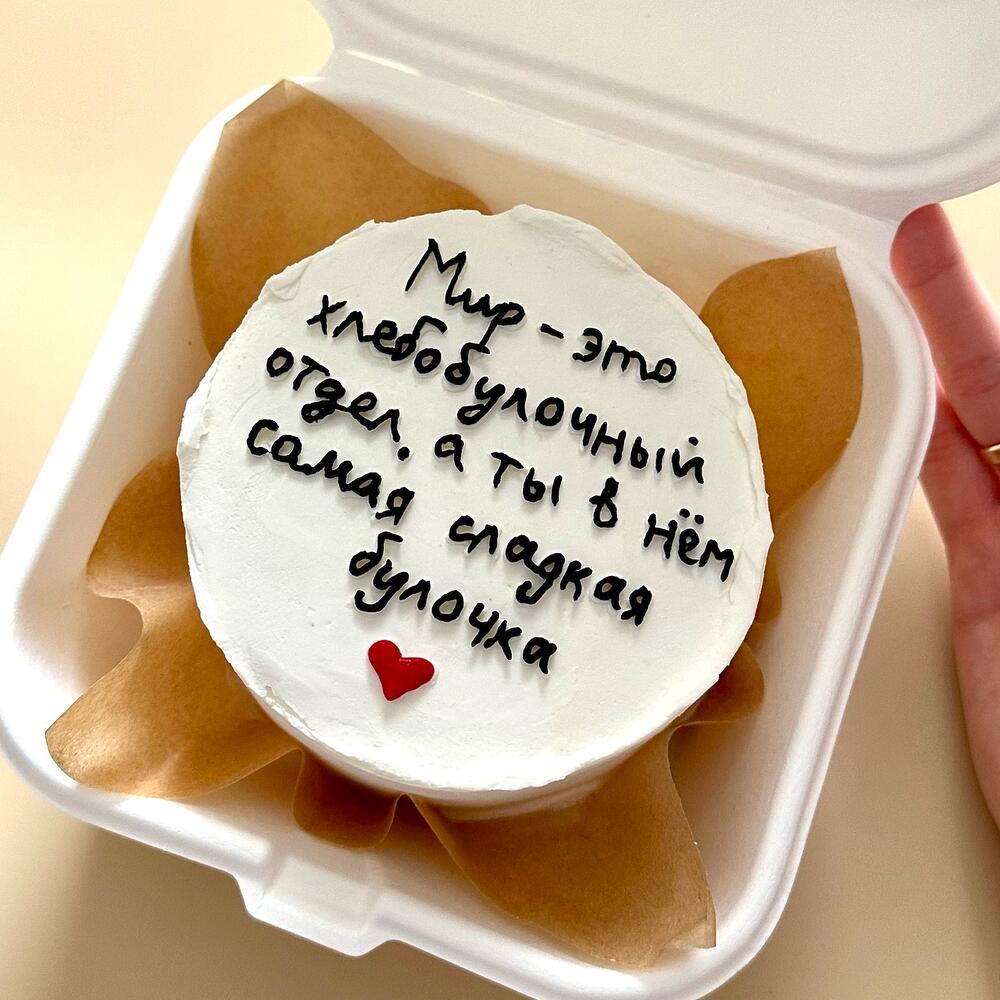 Мир - это
хлебобулочный
отдел, а ты в нём
самая сладкая
булочка